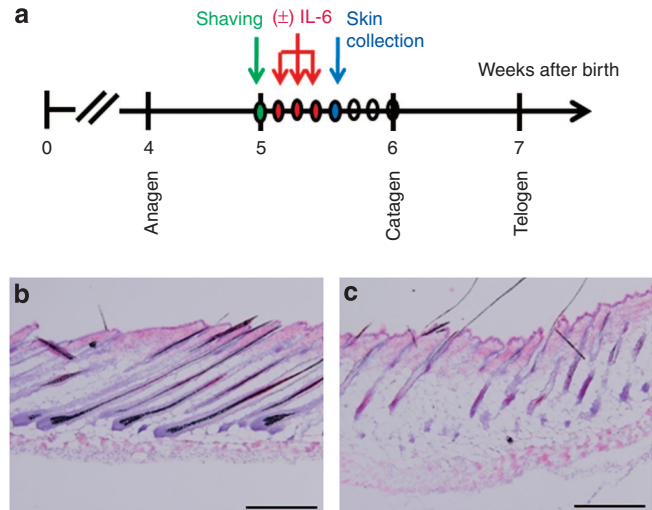 a
Shaving (±) IL-6 Skin
collection
Weeks after birth
0 4 5 6 7
Anagen Catagen Telogen
b c